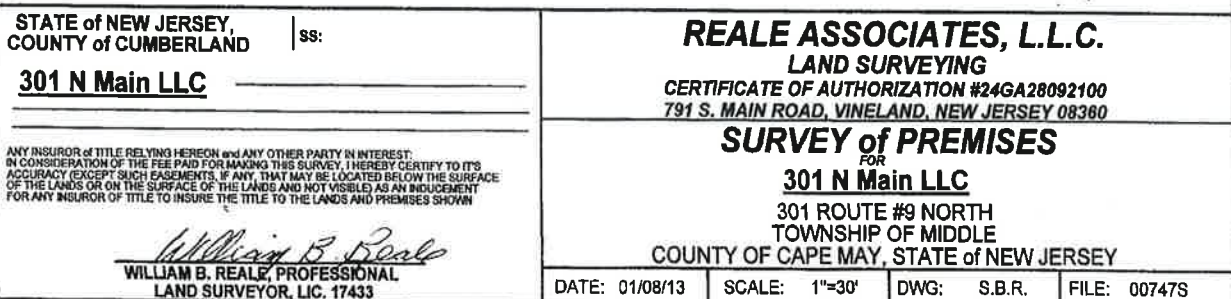 STATE of NEW JERSEY,
COUNTY of CUMBERLAND
SS:
301 N Main LLC
ANY INSUROR of TITLE RELYING HEREON and ANY OTHER PARTY IN INTEREST:
IN CONSIDERATION OF THE FEE PAID FOR MAKING THIS SURVEY, I HEREBY CERTIFY TO IT'S
ACCURACY (EXCEPT SUCH EASEMENTS, IF ANY, THAT MAY BE LOCATED BELOW THE SURFACE
OF THE LANDS OR ON THE SURFACE OF THE LANDS AND NOT VISIBLE) AS AN INDUCEMENT
FOR ANY INSUROR OF TITLE TO INSURE THE TITLE TO THE LANDS AND PREMISES SHOWN
William B. Reale
WILLIAM B. REALE, PROFESSIONAL
LAND SURVEYOR, LIC. 17433
REALE ASSOCIATES, L.L.C.
LAND SURVEYING
CERTIFICATE OF AUTHORIZATION #24GA28092100
791 S. MAIN ROAD, VINELAND, NEW JERSEY 08360
SURVEY of PREMISES
FOR
301 N Main LLC
301 ROUTE #9 NORTH
TOWNSHIP OF MIDDLE
COUNTY OF CAPE MAY, STATE of NEW JERSEY
DATE: 01/08/13 SCALE: 1"=30' DWG: S.B.R. FILE: 00747S